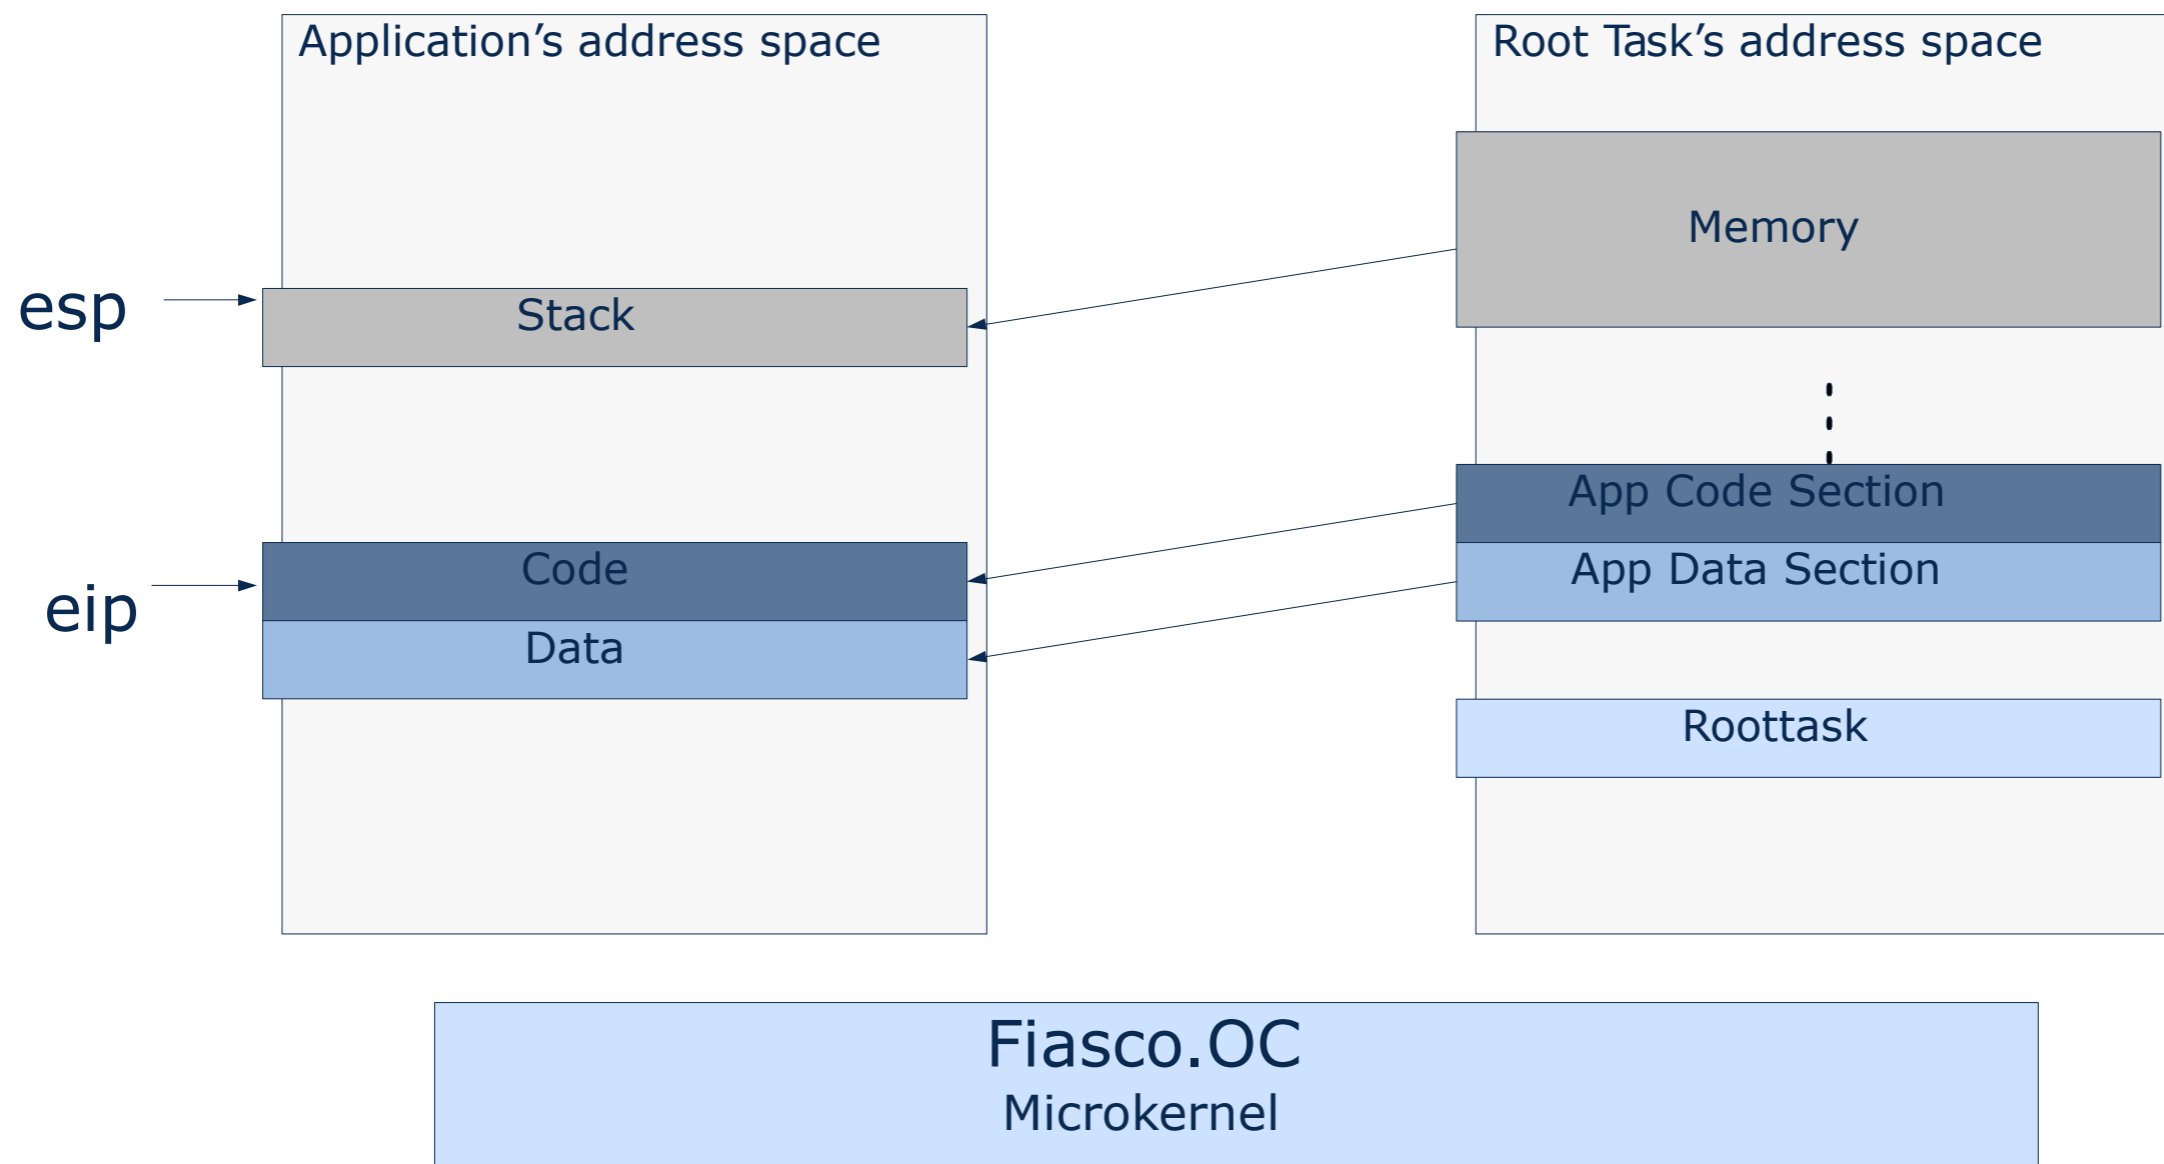 Application’s address space
Root Task’s address space
Memory
esp
Stack
App Code Section
eip
Code
App Data Section
Data
Roottask
Fiasco.OC
Microkernel